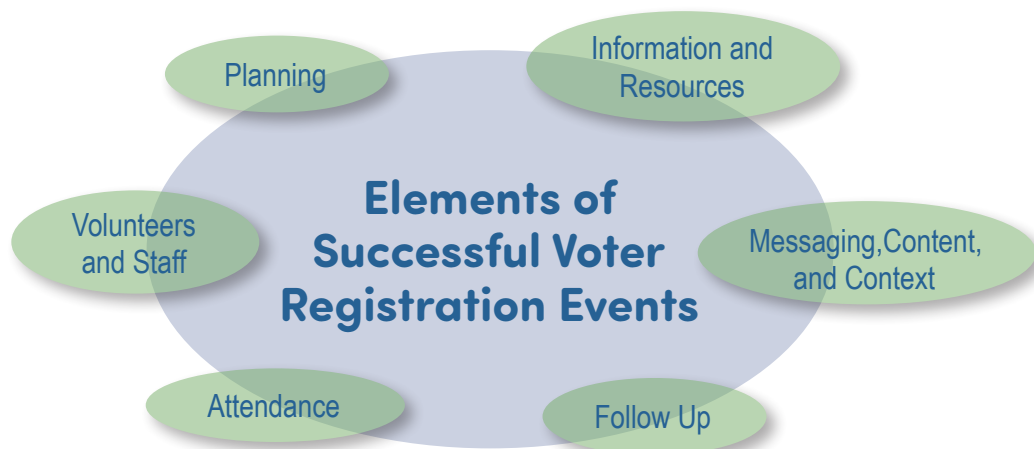 Planning
Information and
Resources
Volunteers
and Staff
Elements of
Successful Voter
Registration Events
Messaging,Content,
and Context
Attendance
Follow Up